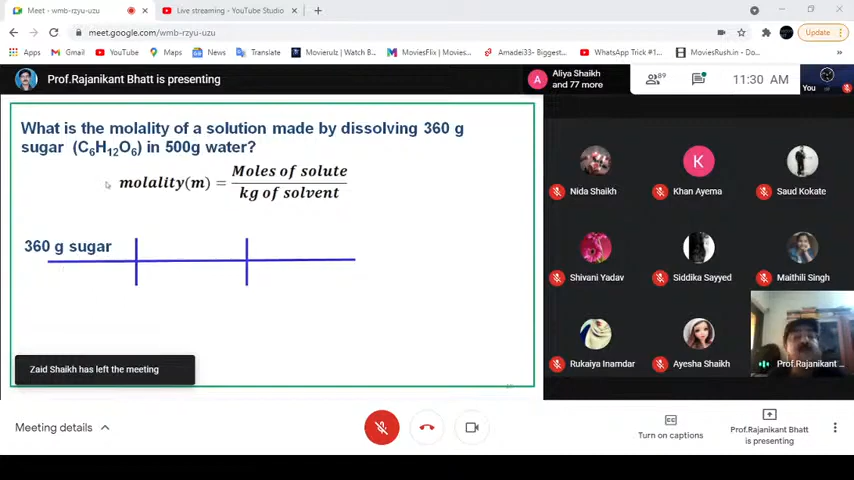 Meet - wmb-rzyu-uzu
Live streaming - YouTube Studio
meet.google.com/wmb-rzyu-uzu
Update
Apps
Gmail
YouTube
Maps
News
Translate
Movierulz | Watch B...
MoviesFlix | Movies...
Amadei33– Biggest...
WhatsApp Trick #1...
MoviesRush.in - Do...
Prof.Rajanikant Bhatt is presenting
A
Aliya Shaikh
and 77 more
89
11:30 AM
You
What is the molality of a solution made by dissolving 360 g
sugar (C6H12O6) in 500g water?
molality(m) = Moles of solute / kg of solvent
360 g sugar
Zaid Shaikh has left the meeting
Nida Shaikh
K
Khan Ayema
Saud Kokate
Shivani Yadav
Siddika Sayyed
Maithili Singh
Rukaiya Inamdar
Ayesha Shaikh
Prof.Rajanikant ...
Meeting details
Turn on captions
Prof.Rajanikant Bhatt
is presenting